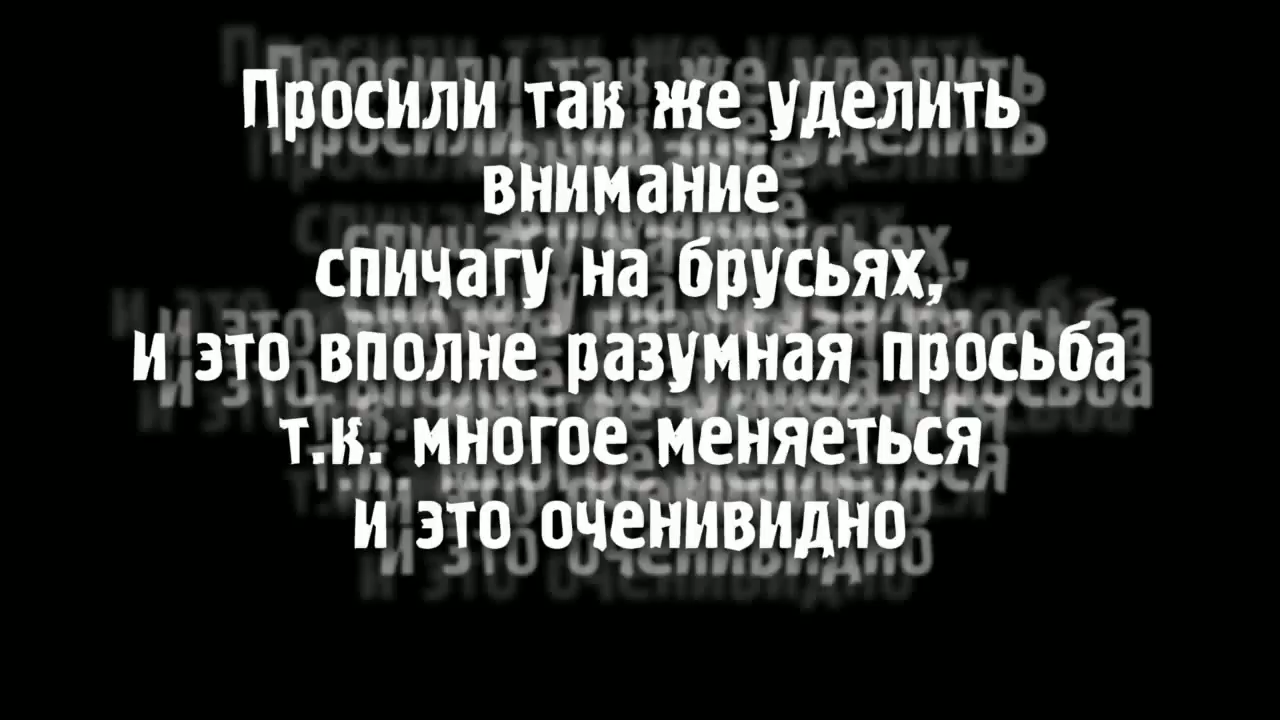 Просили так же уделить
внимание
спичагу на брусьях,
и это вполне разумная просьба
т.к. многое меняеться
и это оченивидно